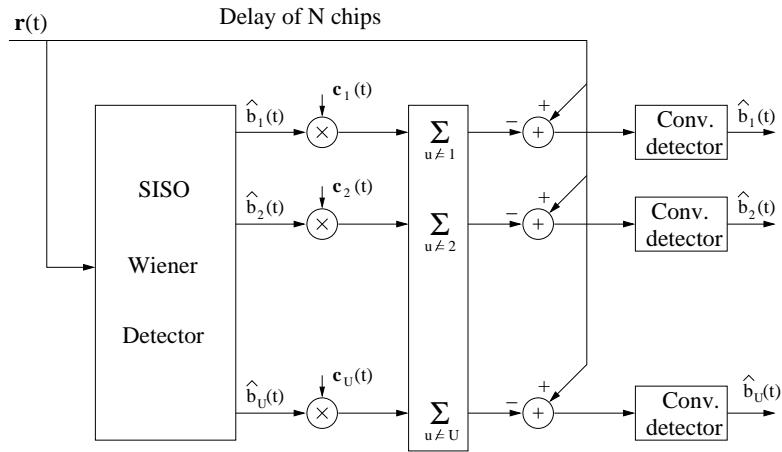 r(t)
Delay of N chips
SISO
Wiener
Detector
b̂₁(t)
c₁(t)
×
Σ
u≠1
−
+
+
Conv.
detector
b̂₁(t)
b̂₂(t)
c₂(t)
×
Σ
u≠2
−
+
+
Conv.
detector
b̂₂(t)
b̂U(t)
cU(t)
×
Σ
u≠U
−
+
+
Conv.
detector
b̂U(t)